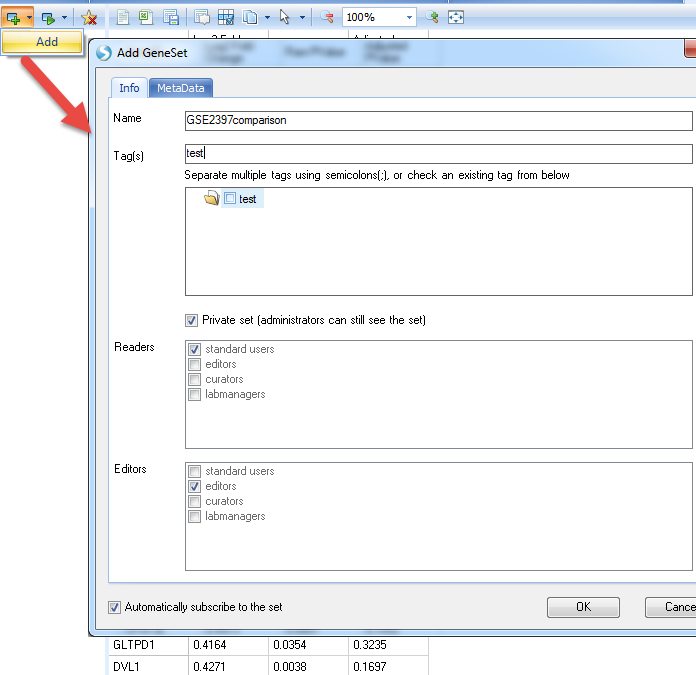 100%
Add
Add GeneSet
Info
MetaData
Name
GSE2397comparison
Tag(s)
test
Separate multiple tags using semicolons(;), or check an existing tag from below
test
Private set (administrators can still see the set)
Readers
standard users
editors
curators
labmanagers
Editors
standard users
editors
curators
labmanagers
Automatically subscribe to the set
OK
Cance
GLTPD1 0.4164 0.0354 0.3235
DVL1 0.4271 0.0038 0.1697